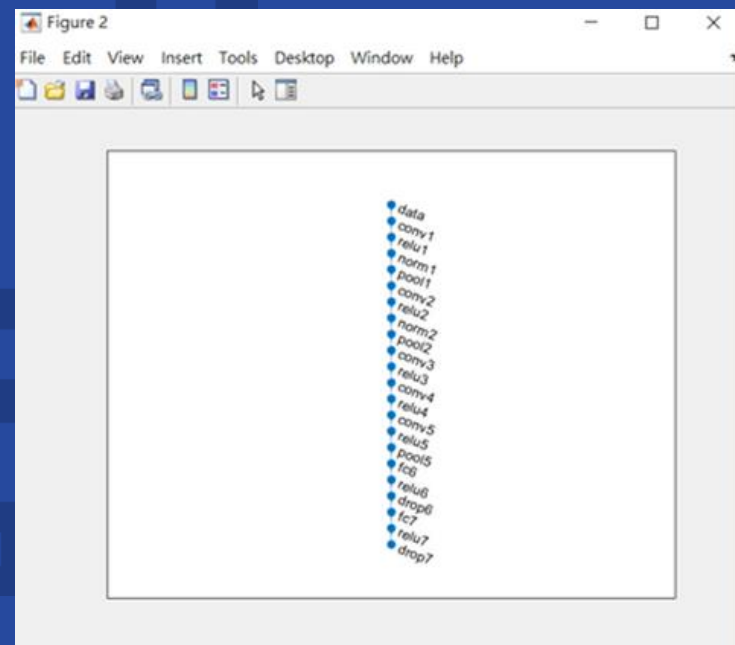 Figure 2
File Edit View Insert Tools Desktop Window Help
data
conv1
relu1
norm1
pool1
conv2
relu2
norm2
pool2
conv3
relu3
conv4
relu4
conv5
relu5
pool5
fc6
relu6
drop6
fc7
relu7
drop7